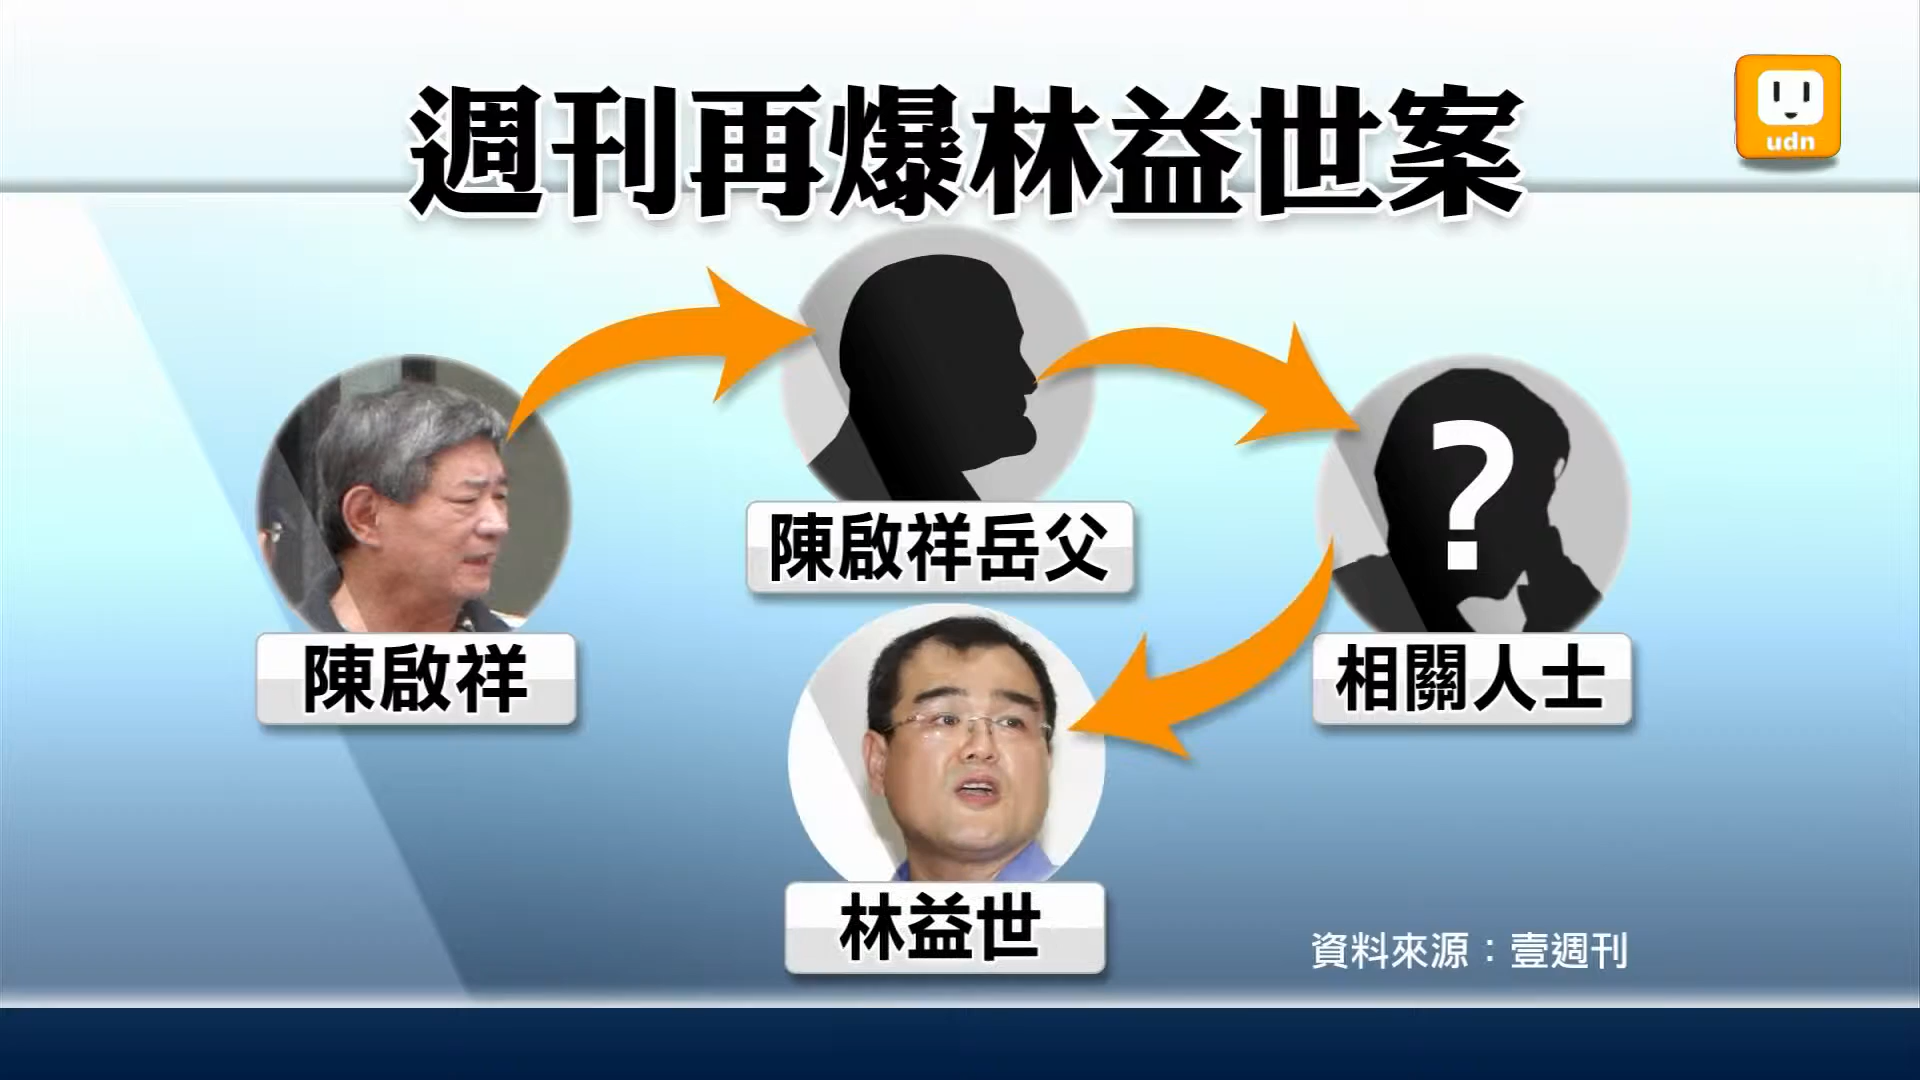 週刊再爆林益世案
udn
陳啟祥岳父
?
陳啟祥
相關人士
林益世
資料來源：壹週刊